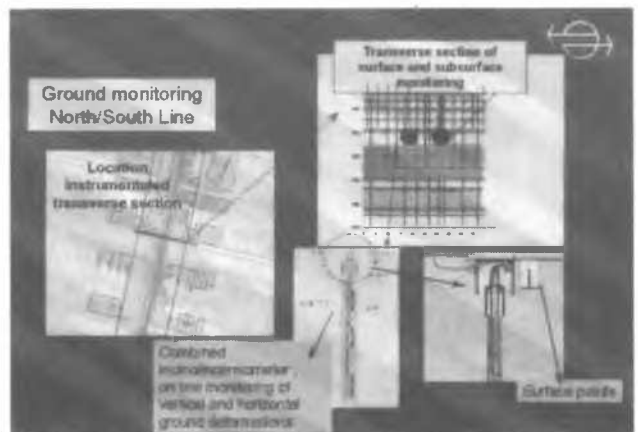 Ground monitoring
North/South Line
Transverse section of
surface and subsurface
monitoring
Location,
instrumentated
transverse section
Combined
on line monitoring of
vertical and horizontal
ground deformations
Surface points